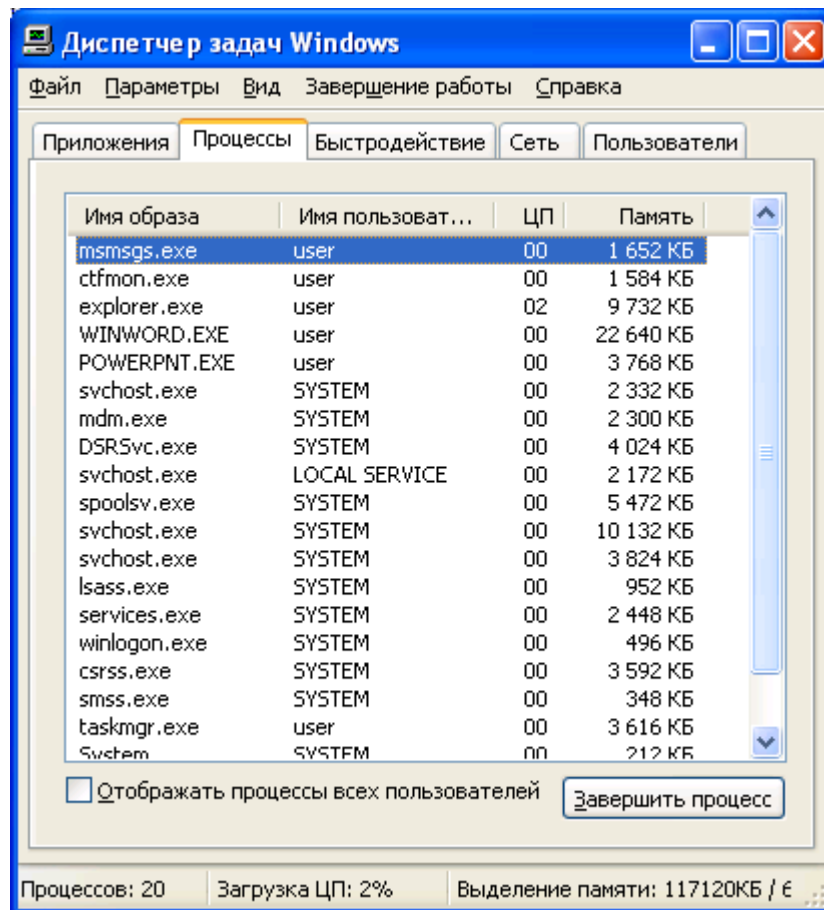 Диспетчер задач Windows
Файл Параметры Вид Завершение работы Справка
Приложения Процессы Быстродействие Сеть Пользователи
Имя образа Имя пользоват... ЦП Память
msmsgs.exe user 00 1 652 КБ
ctfmon.exe user 00 1 584 КБ
explorer.exe user 02 9 732 КБ
WINWORD.EXE user 00 22 640 КБ
POWERPNT.EXE user 00 3 768 КБ
svchost.exe SYSTEM 00 2 332 КБ
mdm.exe SYSTEM 00 2 300 КБ
DSRSvc.exe SYSTEM 00 4 024 КБ
svchost.exe LOCAL SERVICE 00 2 172 КБ
spoolsv.exe SYSTEM 00 5 472 КБ
svchost.exe SYSTEM 00 10 132 КБ
svchost.exe SYSTEM 00 3 824 КБ
lsass.exe SYSTEM 00 952 КБ
services.exe SYSTEM 00 2 448 КБ
winlogon.exe SYSTEM 00 496 КБ
csrss.exe SYSTEM 00 3 592 КБ
smss.exe SYSTEM 00 348 КБ
taskmgr.exe user 00 3 616 КБ
System SYSTEM 00 212 КБ
Отображать процессы всех пользователей
Завершить процесс
Процессов: 20 Загрузка ЦП: 2% Выделение памяти: 117120КБ / 6